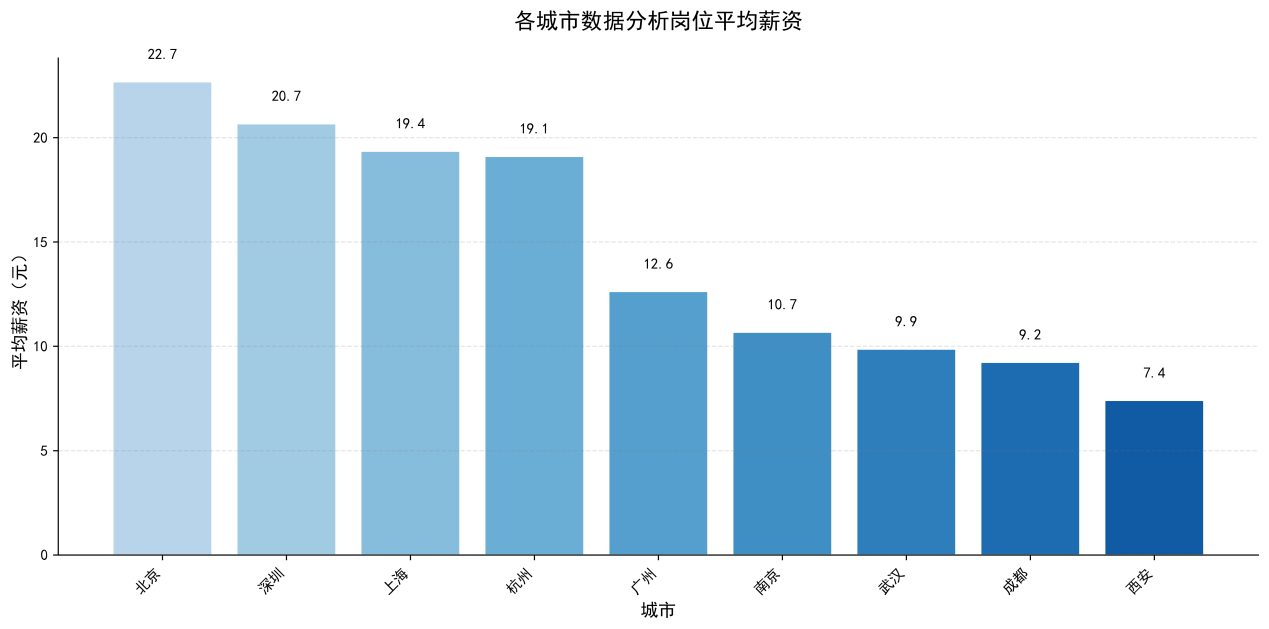 各城市数据分析岗位平均薪资
22.7
20.7
19.4
19.1
12.6
10.7
9.9
9.2
7.4
平均薪资（元）
20
15
10
5
0
北京
深圳
上海
杭州
广州
南京
武汉
成都
西安
城市